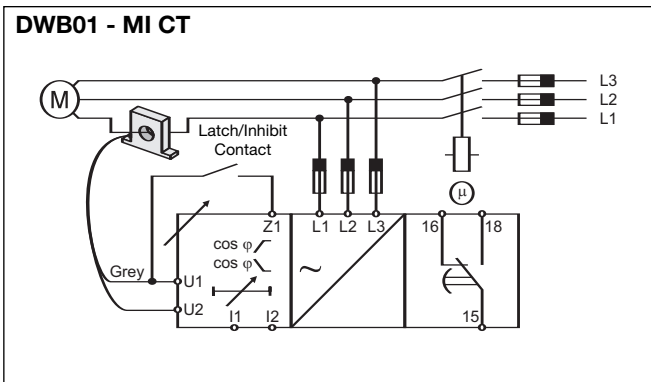 DWB01 - MI CT
L3
M
L2
L1
Latch/Inhibit
Contact
μ
Z1
L1
L2
L3
16
18
cos φ
cos φ
~
Grey
U1
U2
I1
I2
15